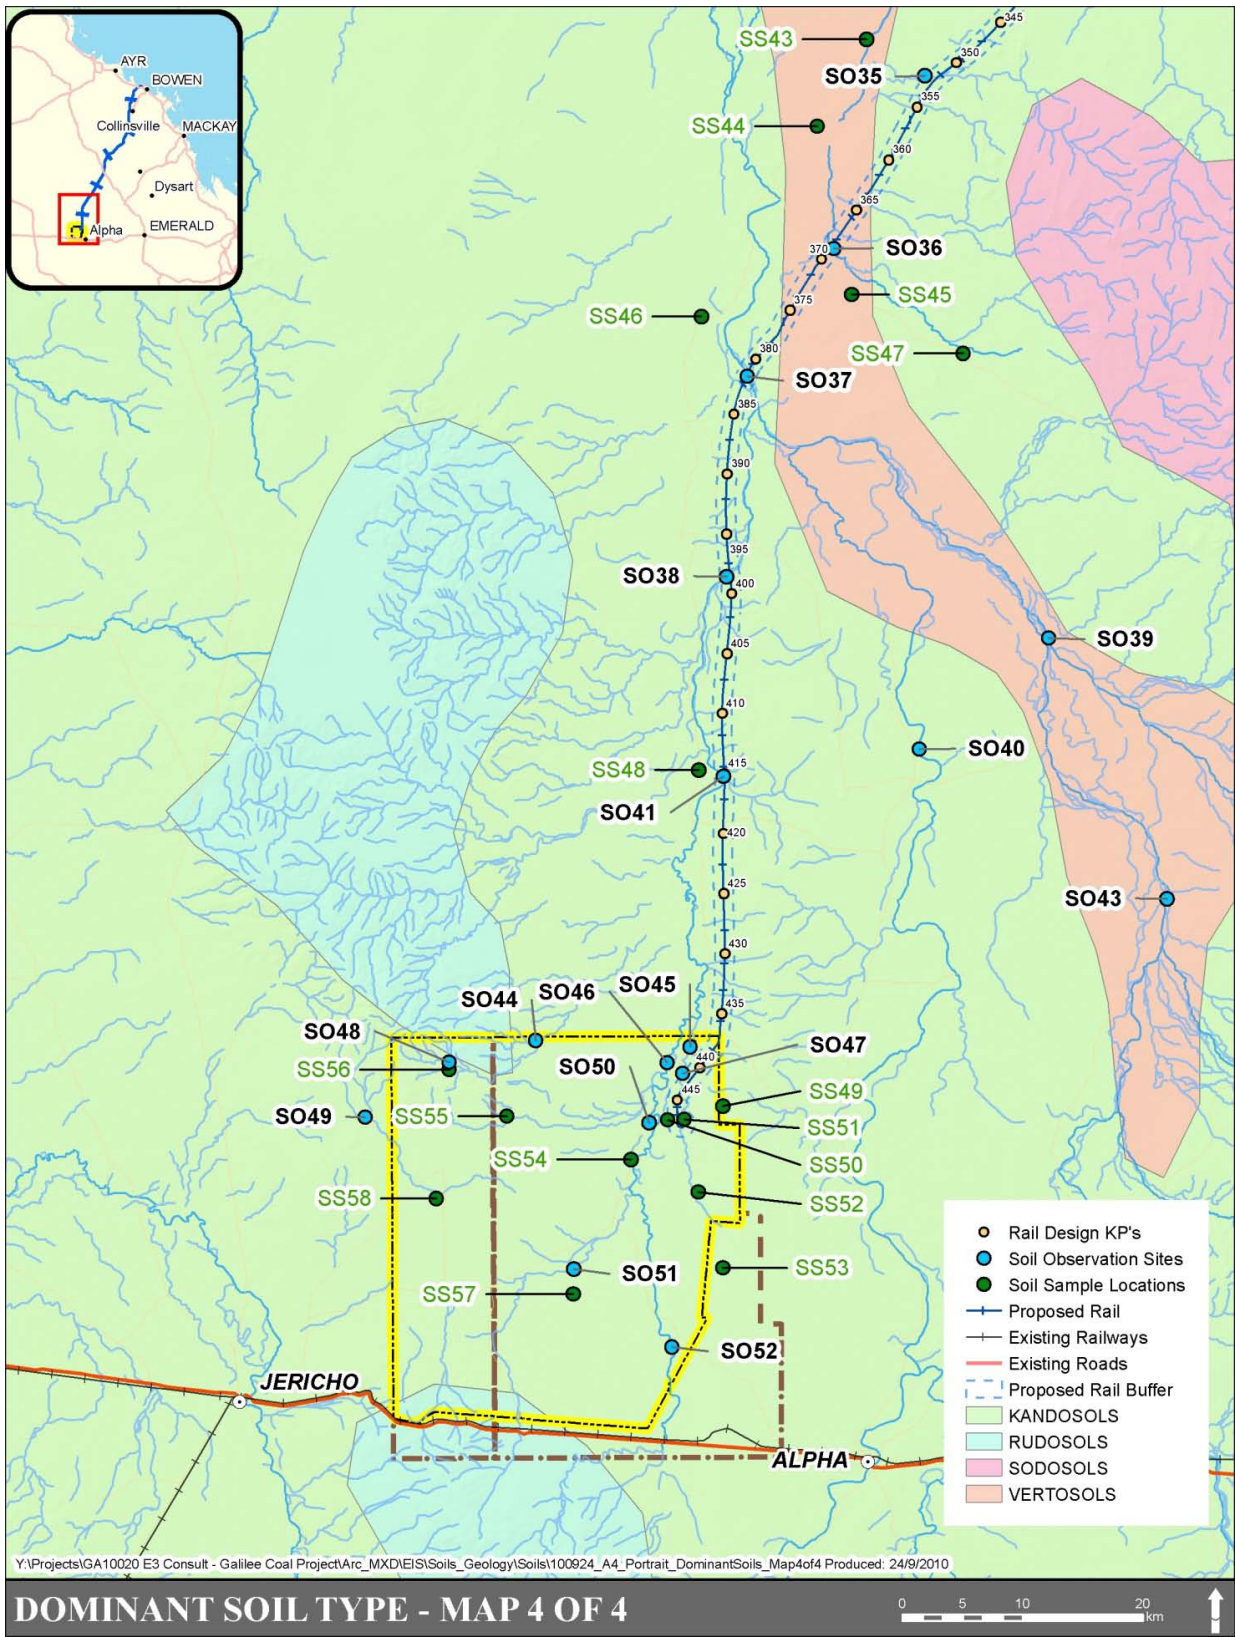 AYR
BOWEN
Collinsville
MACKAY
Dysart
Alpha
EMERALD
345
SS43
350
SO35
355
SS44
360
365
SO36
370
SS45
375
SS46
380
SS47
SO37
385
390
395
SO38
400
SO39
405
410
SO40
415
SS48
SO41
420
425
SO43
430
SO45
SO46
SO44
435
SO48
SO47
440
SO50
SS56
445
SS49
SO49
SS55
SS51
SS54
SS50
SS58
SS52
SO51
SS53
SS57
SO52
JERICHO
ALPHA
Rail Design KP's
Soil Observation Sites
Soil Sample Locations
Proposed Rail
Existing Railways
Existing Roads
Proposed Rail Buffer
KANDOSOLS
RUDOSOLS
SODOSOLS
VERTOSOLS
Y:\Projects\GA10020 E3 Consult - Galilee Coal Project\Arc_MXD\EIS\Soils_Geology\Soils\100924_A4_Portrait_DominantSoils_Map4of4 Produced: 24/9/2010
DOMINANT SOIL TYPE - MAP 4 OF 4
0 5 10 20
km